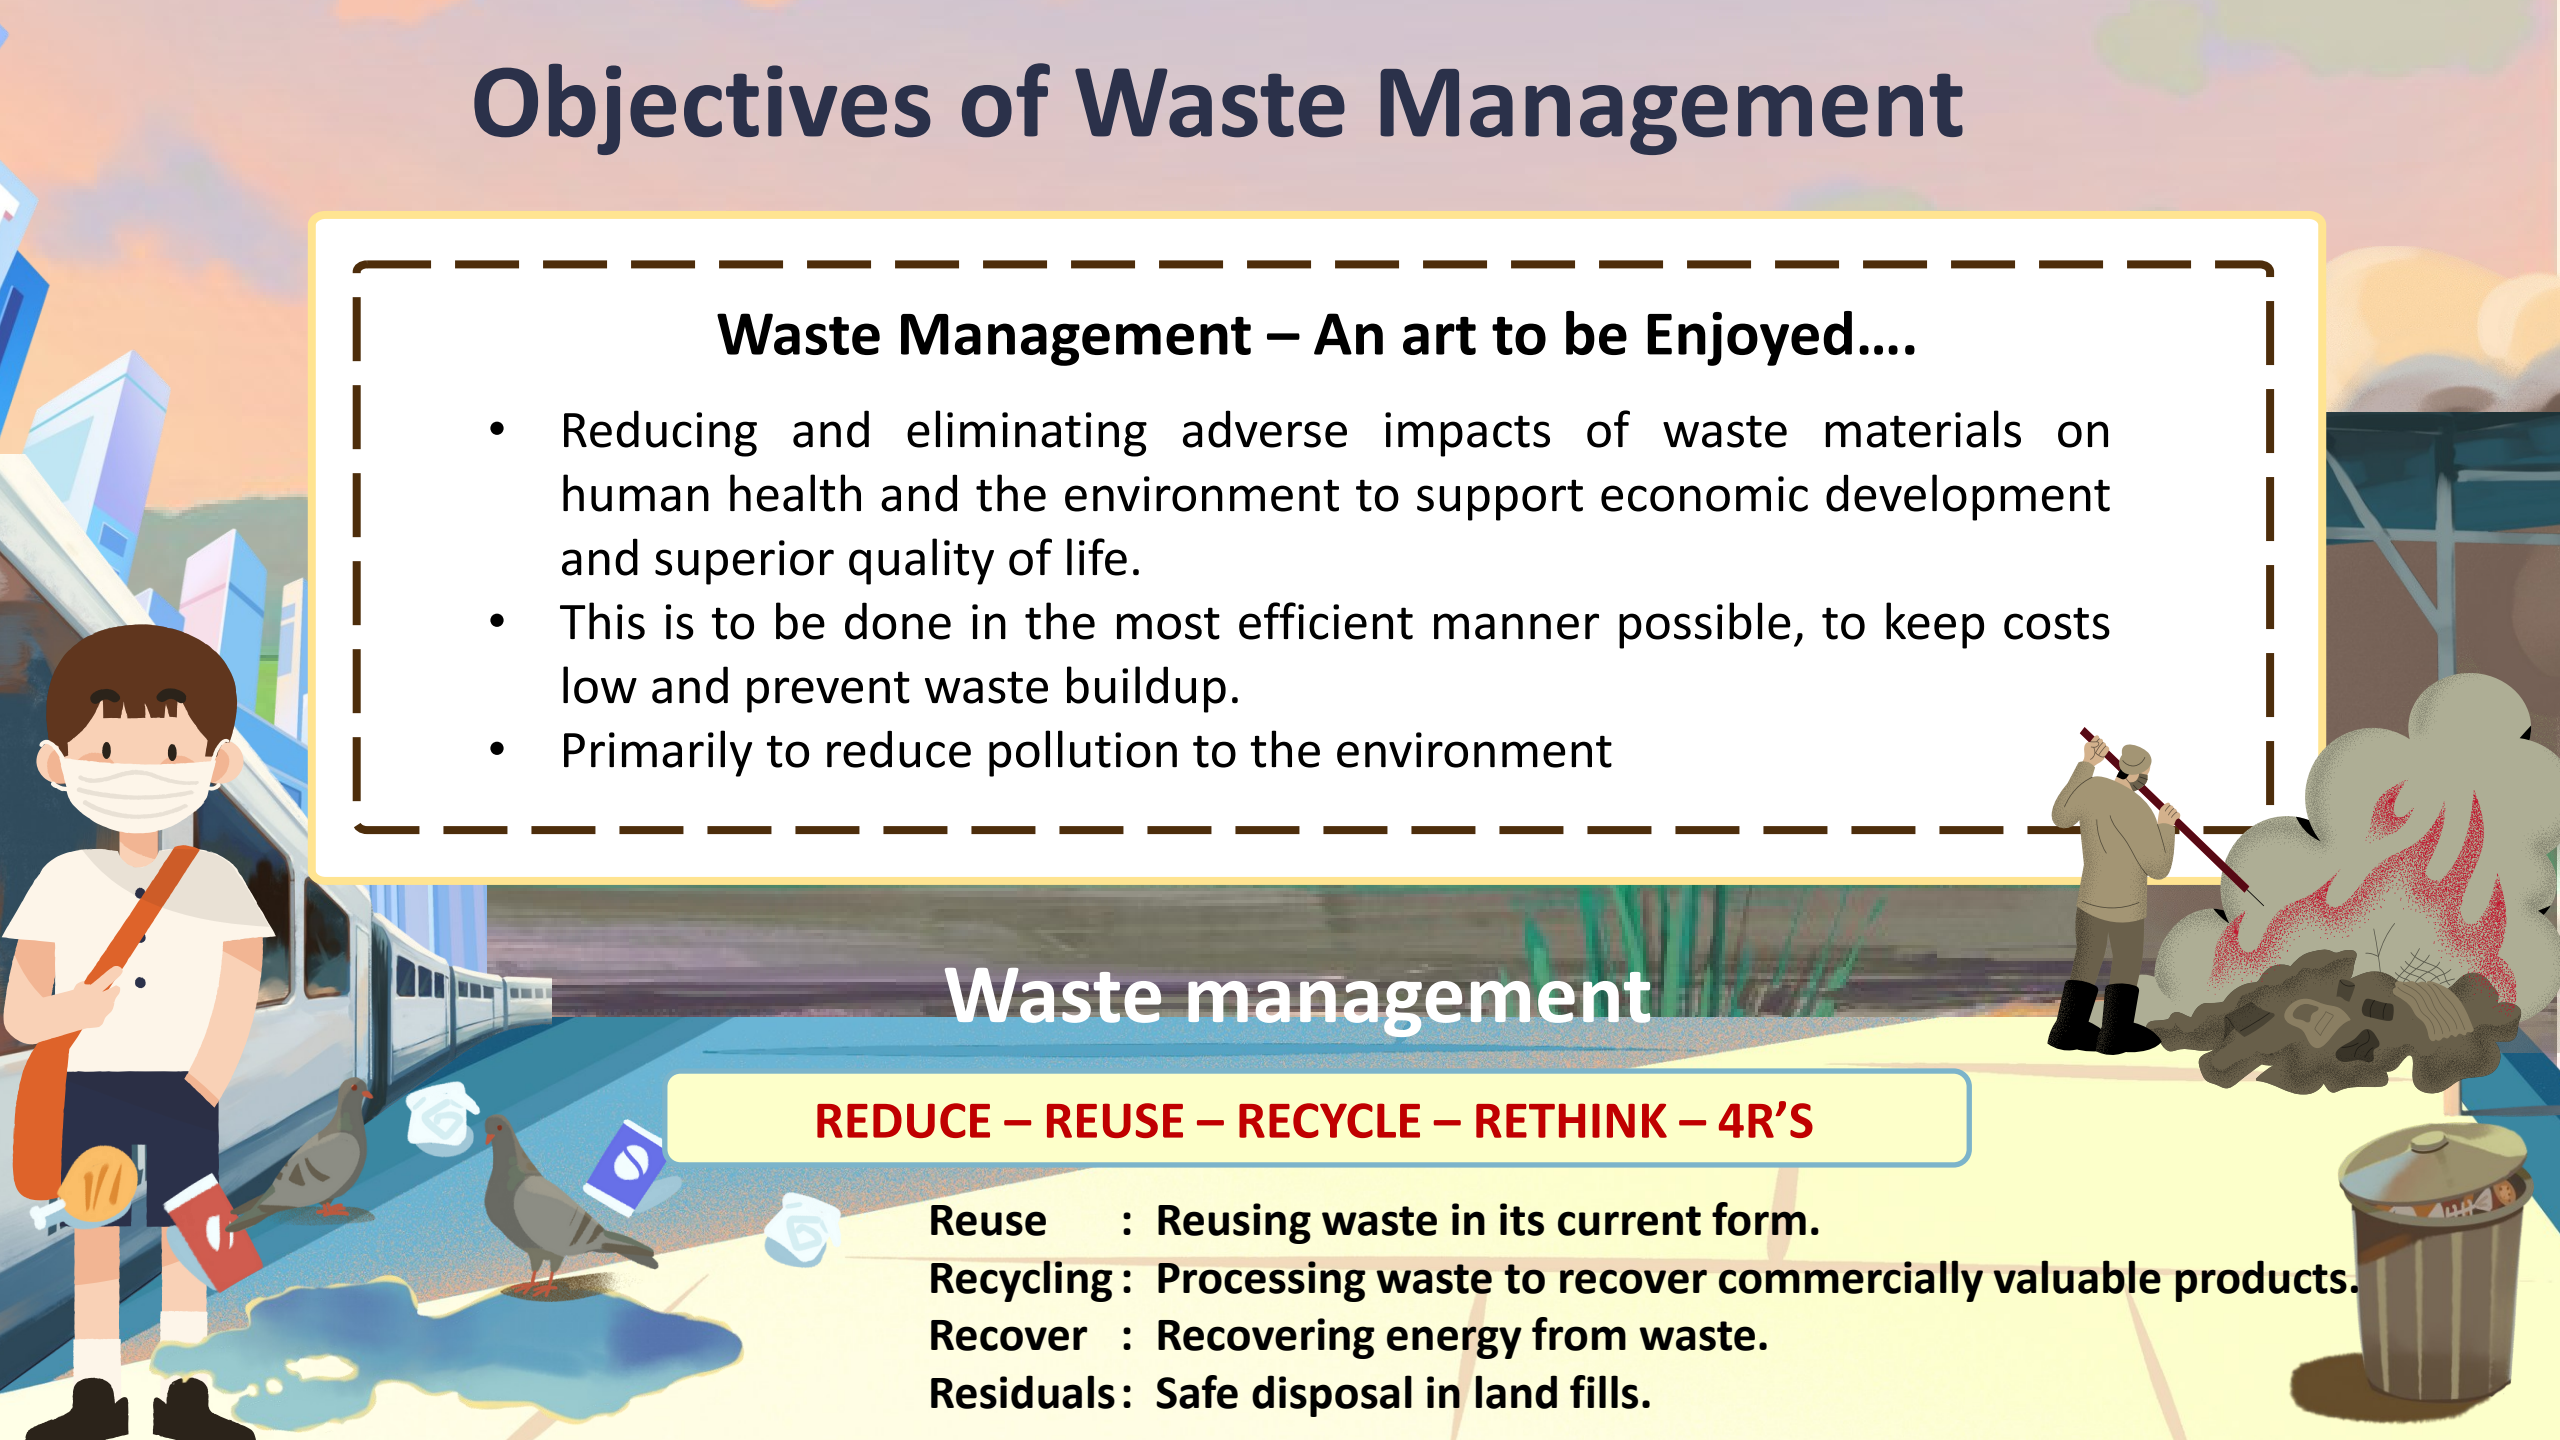 Objectives of Waste Management
Waste Management – An art to be Enjoyed....
• Reducing and eliminating adverse impacts of waste materials on
human health and the environment to support economic development
and superior quality of life.
• This is to be done in the most efficient manner possible, to keep costs
low and prevent waste buildup.
• Primarily to reduce pollution to the environment
Waste management
REDUCE – REUSE – RECYCLE – RETHINK – 4R’S
Reuse : Reusing waste in its current form.
Recycling : Processing waste to recover commercially valuable products.
Recover : Recovering energy from waste.
Residuals : Safe disposal in land fills.